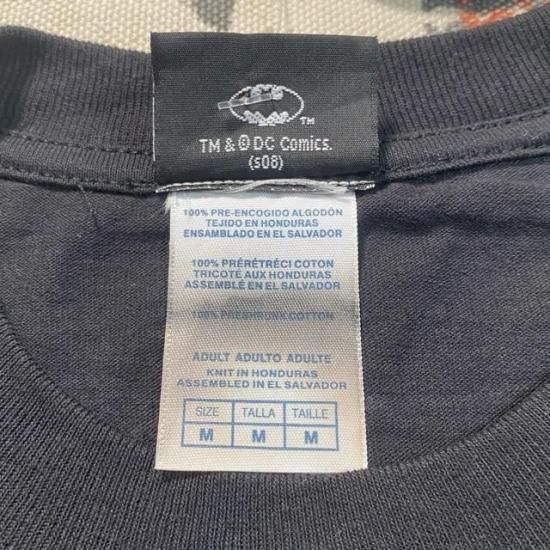 TM
TM & © DC Comics.
(s08)
100% PRE-ENCOGIDO ALGODÓN
TEJIDO EN HONDURAS
ENSAMBLADO EN EL SALVADOR
100% PRÉRÉTRÉCI COTON
TRICOTÉ AUX HONDURAS
ASSEMBLÉ EN EL SALVADOR
100% PRESHRUNK COTTON
ADULT ADULTO ADULTE
KNIT IN HONDURAS
ASSEMBLED IN EL SALVADOR
SIZE TALLA TAILLE
M M M